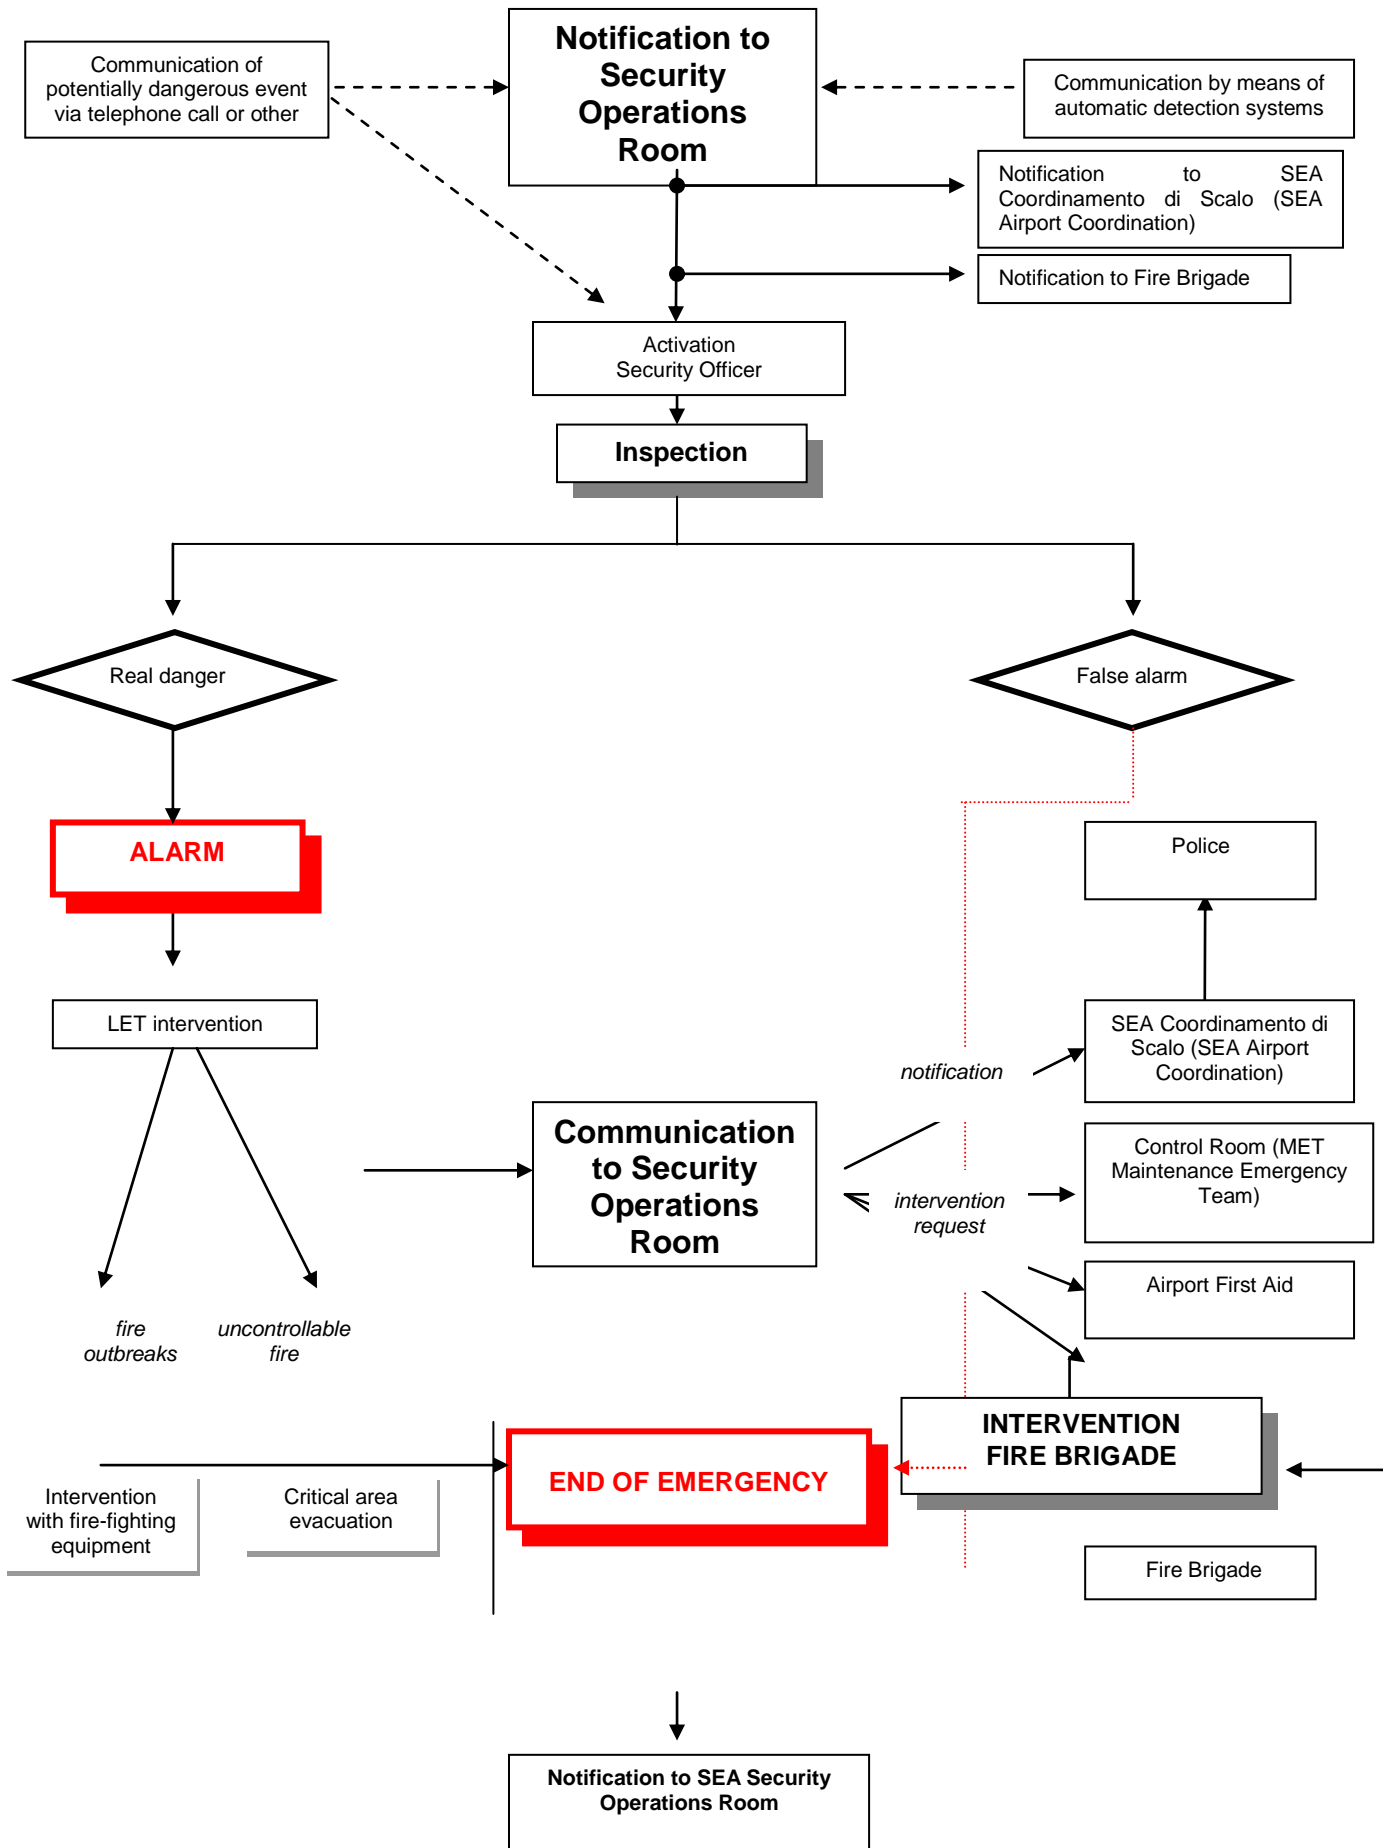 Notification to
Security
Operations
Room
Communication of
potentially dangerous event
via telephone call or other
Communication by means of
automatic detection systems
Notification to SEA
Coordinamento di Scalo (SEA
Airport Coordination)
Notification to Fire Brigade
Activation
Security Officer
Inspection
Real danger
False alarm
ALARM
Police
LET intervention
SEA Coordinamento di
Scalo (SEA Airport
Coordination)
notification
Communication
to Security
Operations
Room
Control Room (MET
Maintenance Emergency
Team)
intervention
request
Airport First Aid
fire
outbreaks
uncontrollable
fire
INTERVENTION
FIRE BRIGADE
END OF EMERGENCY
Intervention
with fire-fighting
equipment
Critical area
evacuation
Fire Brigade
Notification to SEA Security
Operations Room